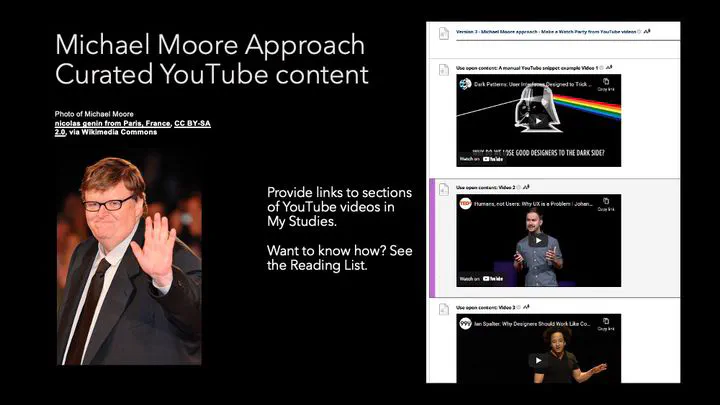 Michael Moore Approach
Curated YouTube content
Photo of Michael Moore
nicolas genin from Paris, France, CC BY-SA
2.0, via Wikimedia Commons
Provide links to sections
of YouTube videos in
My Studies.
Want to know how? See
the Reading List.
Version 3 - Michael Moore approach - Make a Watch Party from YouTube videos
Use open content: A manual YouTube snippet example Video 1
Dark Patterns: User Interfaces Designed to Trick ...
Copy link
WHY DO WE LOSE GOOD DESIGNERS TO THE DARK SIDE?
Watch on YouTube
Use open content: Video 2
TEDx
Humans, not Users: Why UX is a Problem | Johan...
Copy link
Watch on YouTube
Use open content: Video 3
Ian Spalter: Why Designers Should Work Like Co...
Copy link